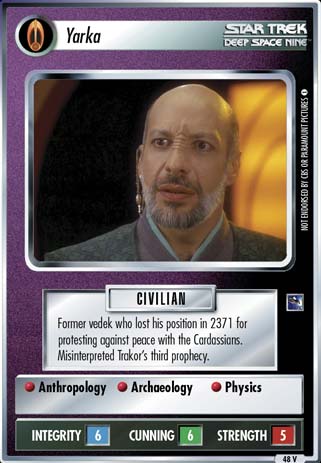 Yarka
STAR TREK
DEEP SPACE NINE
NOT ENDORSED BY CBS OR PARAMOUNT PICTURES
CIVILIAN
Former vedek who lost his position in 2371 for
protesting against peace with the Cardassians.
Misinterpreted Trakor's third prophecy.
Anthropology Archaeology Physics
INTEGRITY 6 CUNNING 6 STRENGTH 5
48 V